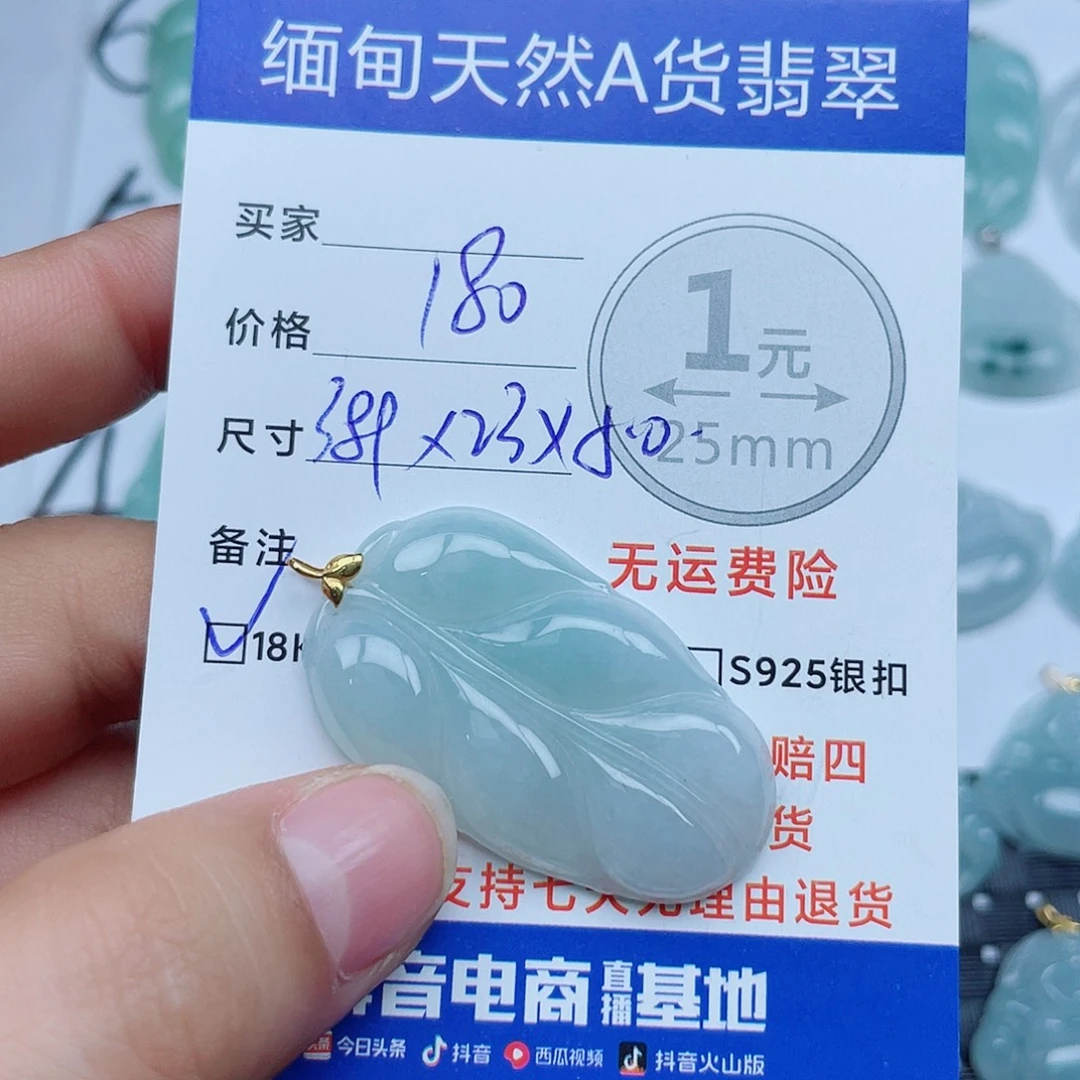 缅甸天然A货翡翠
买家
180
价格
1元
尺寸
25mm
备注
无运费险
18K
S925银扣
赔四
货
支持七天无理由退货
抖音电商直播基地
今日头条 抖音 西瓜视频 抖音火山版